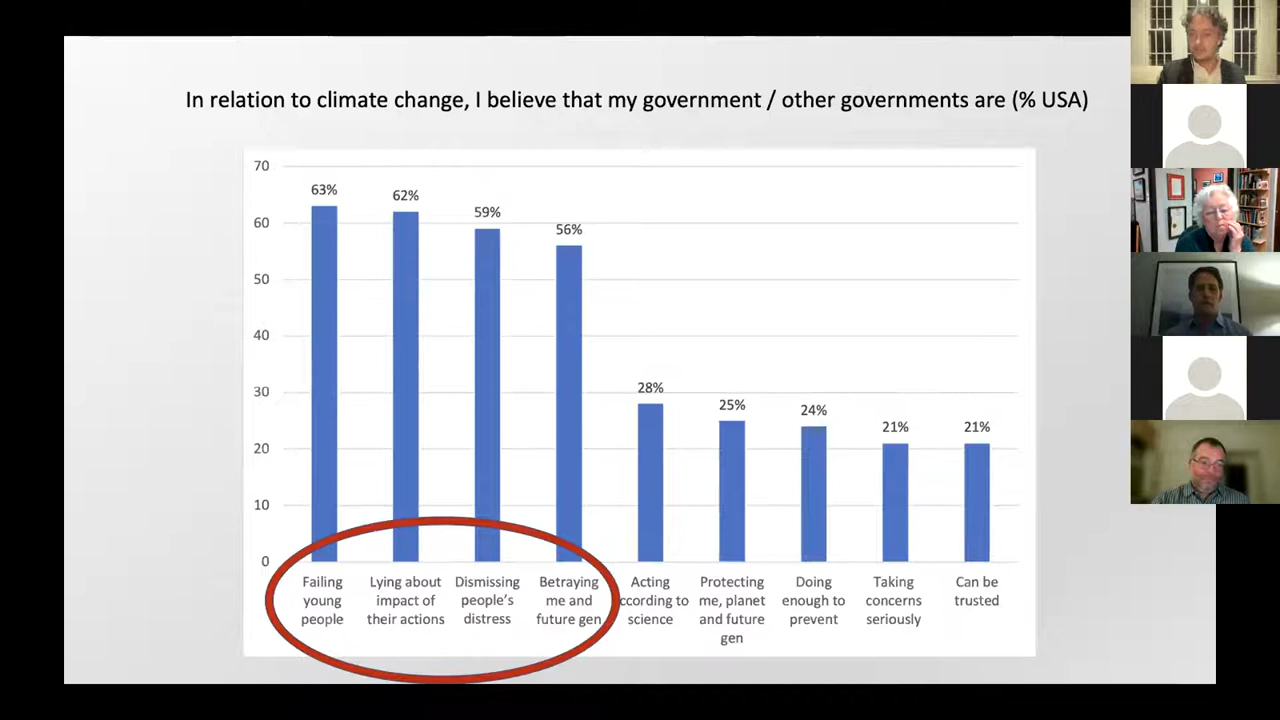 In relation to climate change, I believe that my government / other governments are (% USA)
70
60
50
40
30
20
10
0
63%
62%
59%
56%
28%
25%
24%
21%
21%
Failing
young
people
Lying about
impact of
their actions
Dismissing
people's
distress
Betraying
me and
future gen
Acting
ccording to
science
Protecting
me, planet
and future
gen
Doing
enough to
prevent
Taking
concerns
seriously
Can be
trusted